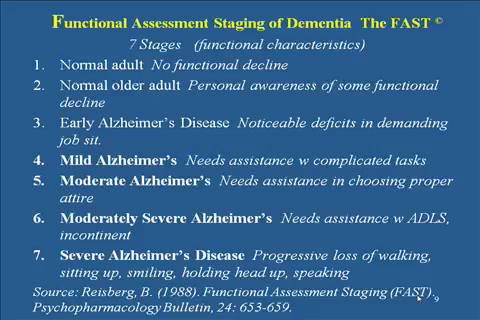 Functional Assessment Staging of Dementia The FAST ©
7 Stages (functional characteristics)
1. Normal adult No functional decline
2. Normal older adult Personal awareness of some functional
decline
3. Early Alzheimer's Disease Noticeable deficits in demanding
job sit.
4. Mild Alzheimer's Needs assistance w complicated tasks
5. Moderate Alzheimer's Needs assistance in choosing proper
attire
6. Moderately Severe Alzheimer's Needs assistance w ADLS,
incontinent
7. Severe Alzheimer's Disease Progressive loss of walking,
sitting up, smiling, holding head up, speaking
Source: Reisberg, B. (1988). Functional Assessment Staging (FAST).
9
Psychopharmacology Bulletin, 24: 653-659.